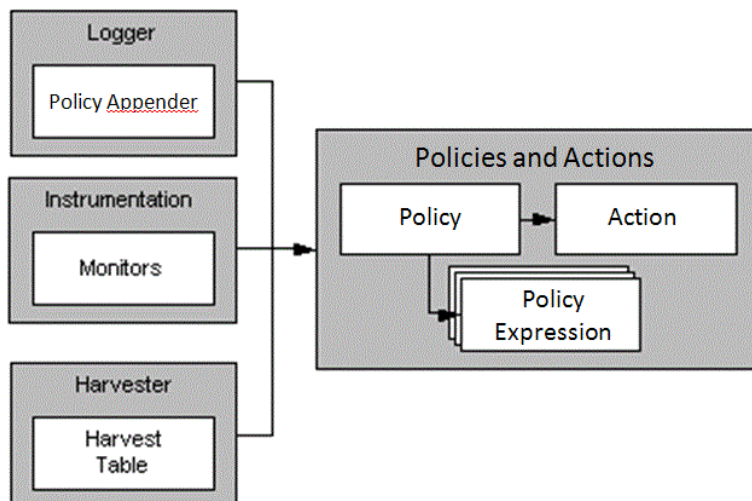 Logger
Policy Appender
Instrumentation
Monitors
Harvester
Harvest
Table
Policies and Actions
Policy
Action
Policy
Expression